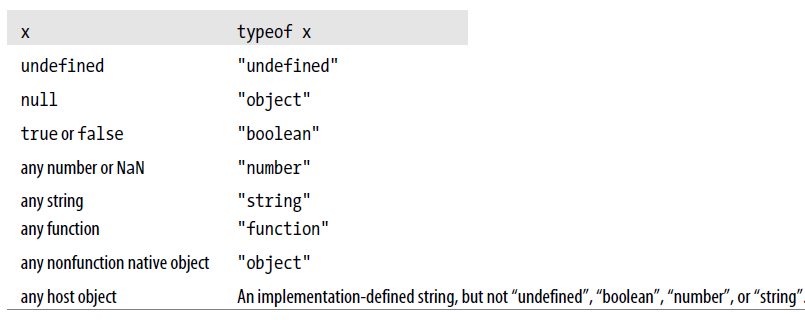 x typeof x
undefined "undefined"
null "object"
true or false "boolean"
any number or NaN "number"
any string "string"
any function "function"
any nonfunction native object "object"
any host object An implementation-defined string, but not “undefined”, “boolean”, “number”, or “string”.